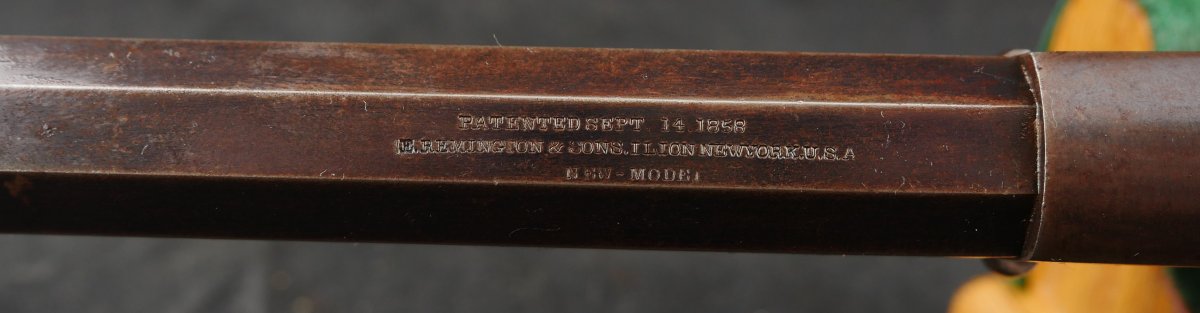 PATENTED SEPT. 14. 1858
E. REMINGTON & SONS. ILION NEWYORK. U.S.A
NEW-MODEL